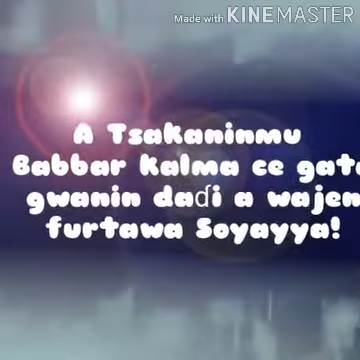 Made with KINEMASTER
A Tsakaninmu
Babbar Kalma ce gata
gwanin daɗi a wajen
furtawa Soyayya!